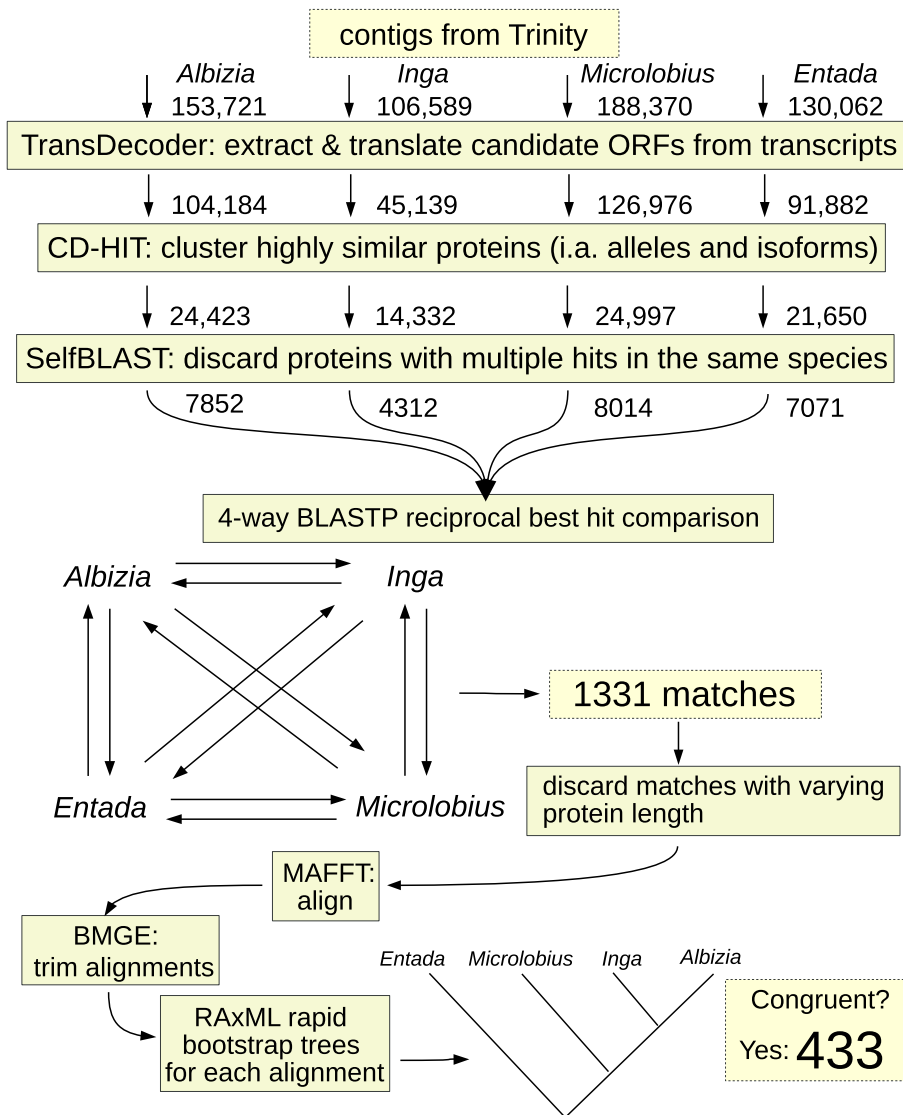 contigs from Trinity
Albizia Inga Microlobius Entada
153,721 106,589 188,370 130,062
TransDecoder: extract & translate candidate ORFs from transcripts
104,184 45,139 126,976 91,882
CD-HIT: cluster highly similar proteins (i.a. alleles and isoforms)
24,423 14,332 24,997 21,650
SelfBLAST: discard proteins with multiple hits in the same species
7852 4312 8014 7071
4-way BLASTP reciprocal best hit comparison
Albizia Inga
1331 matches
Entada Microlobius
discard matches with varying
protein length
MAFFT:
align
BMGE:
trim alignments
RAxML rapid
bootstrap trees
for each alignment
Entada Microlobius Inga Albizia
Congruent?
Yes: 433